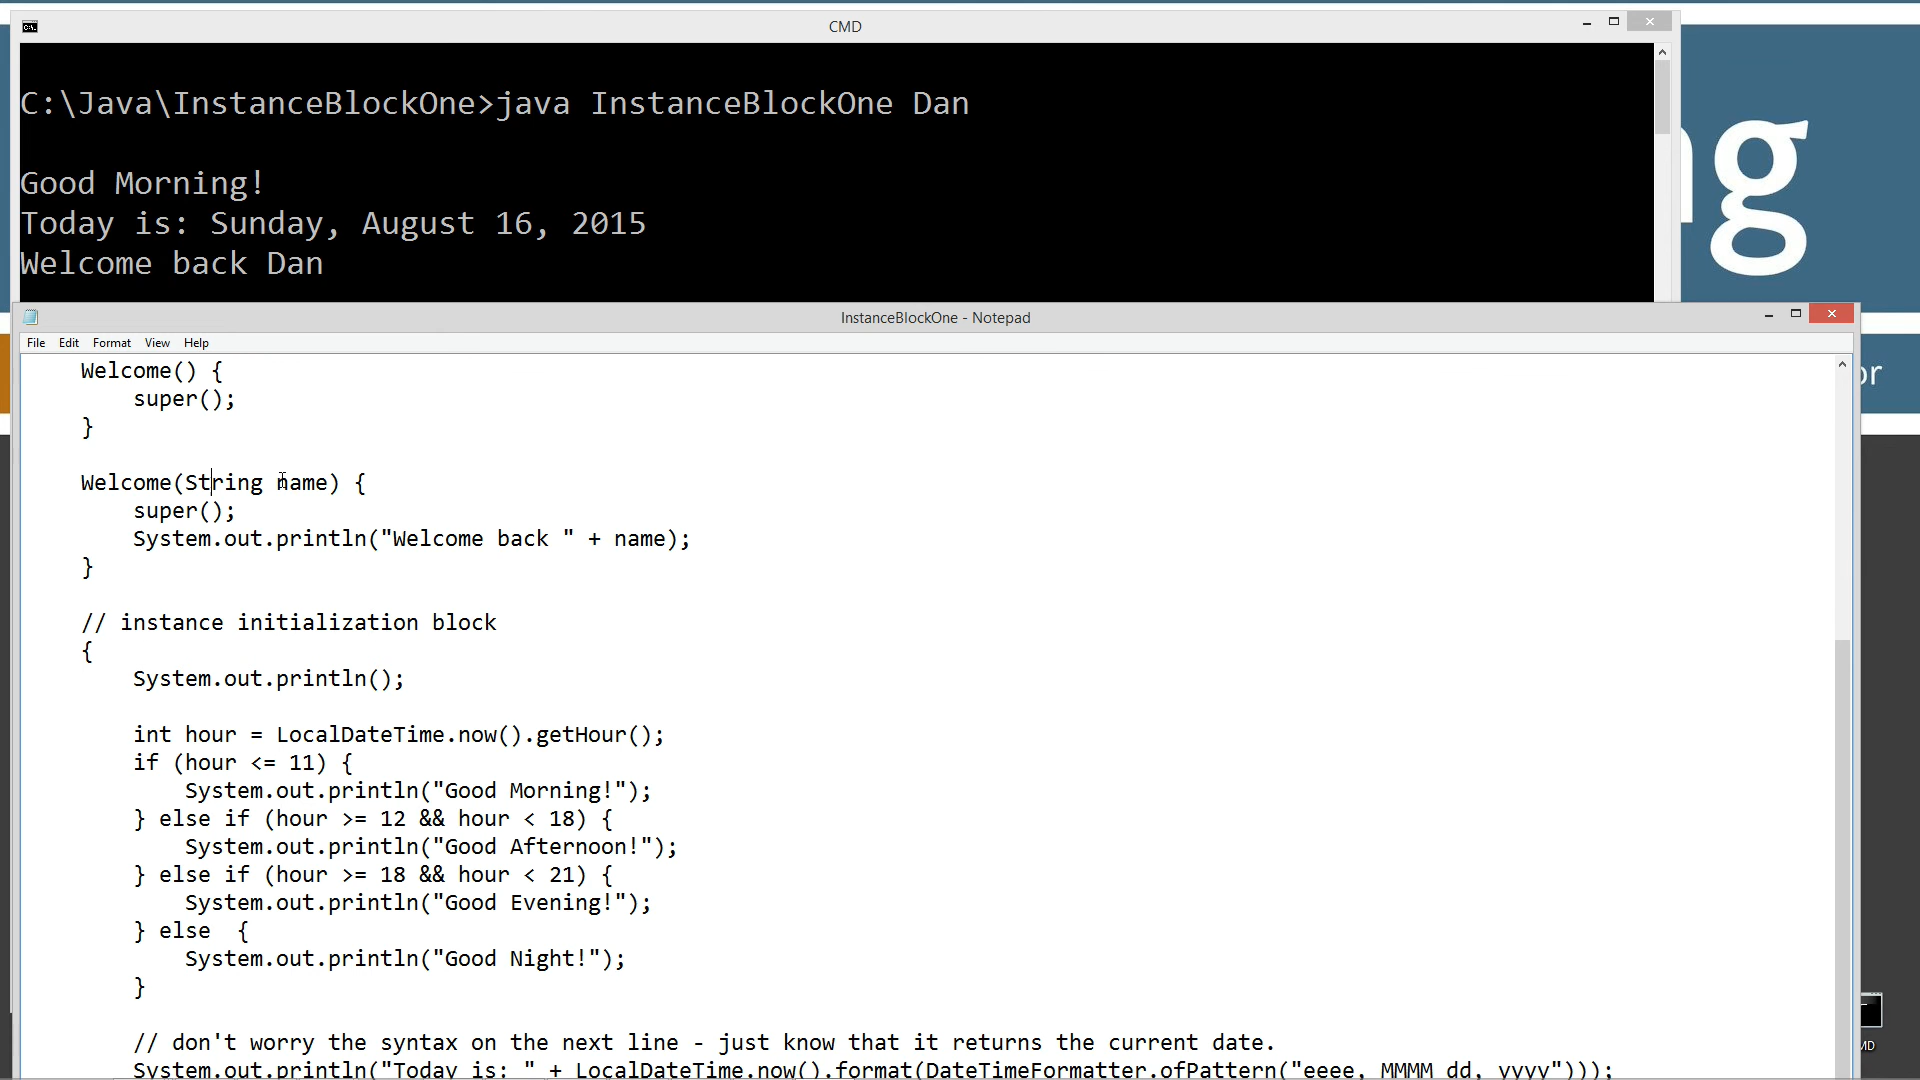 CMD
C:\Java\InstanceBlockOne>java InstanceBlockOne Dan
Good Morning!
Today is: Sunday, August 16, 2015
Welcome back Dan
g
or
InstanceBlockOne - Notepad
File Edit Format View Help
Welcome() {
super();
}
Welcome(String name) {
super();
System.out.println("Welcome back " + name);
}
// instance initialization block
{
System.out.println();
int hour = LocalDateTime.now().getHour();
if (hour <= 11) {
System.out.println("Good Morning!");
} else if (hour >= 12 && hour < 18) {
System.out.println("Good Afternoon!");
} else if (hour >= 18 && hour < 21) {
System.out.println("Good Evening!");
} else  {
System.out.println("Good Night!");
}
// don't worry the syntax on the next line - just know that it returns the current date.
System.out.println("Today is: " + LocalDateTime.now().format(DateTimeFormatter.ofPattern("eeee, MMMM dd, yyyy")));
MD